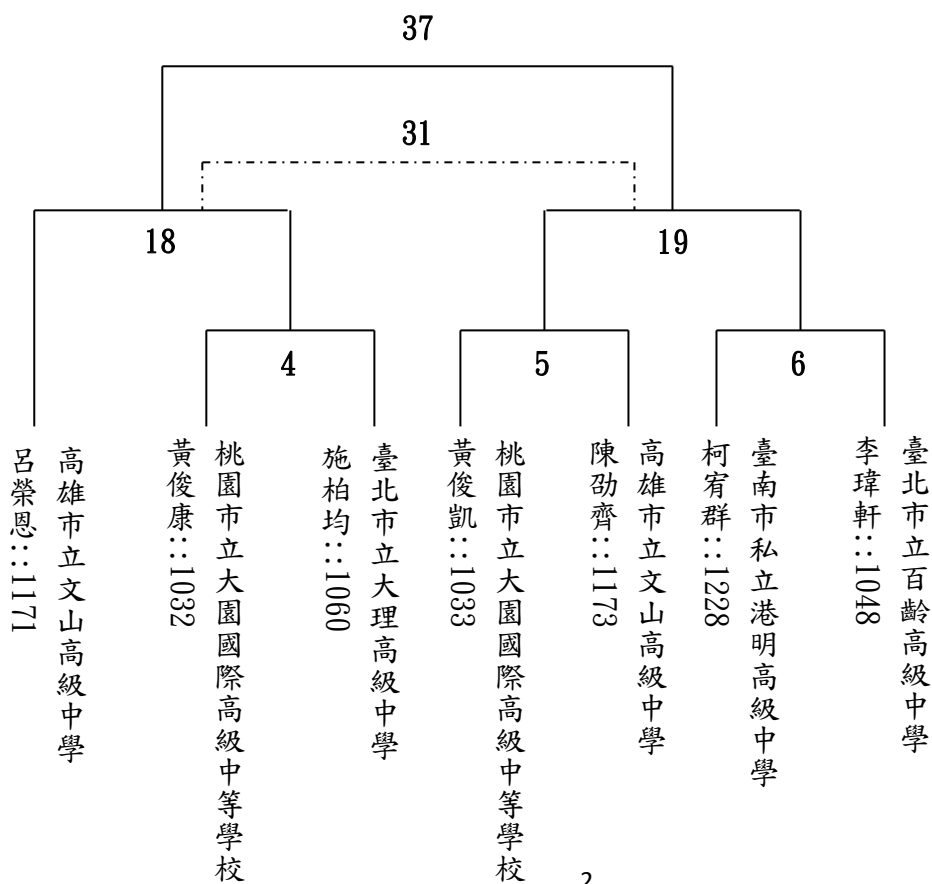 37
31
18
19
4
5
6
高雄市立文山高級中學
呂榮恩::1171
桃園市立大園國際高級中等學校
黃俊康::1032
臺北市立大理高級中學
施柏均::1060
桃園市立大園國際高級中等學校
黃俊凱::1033
高雄市立文山高級中學
陳劭齊::1173
臺南市私立港明高級中學
柯宥群::1228
臺北市立百齡高級中學
李瑋軒::1048
2